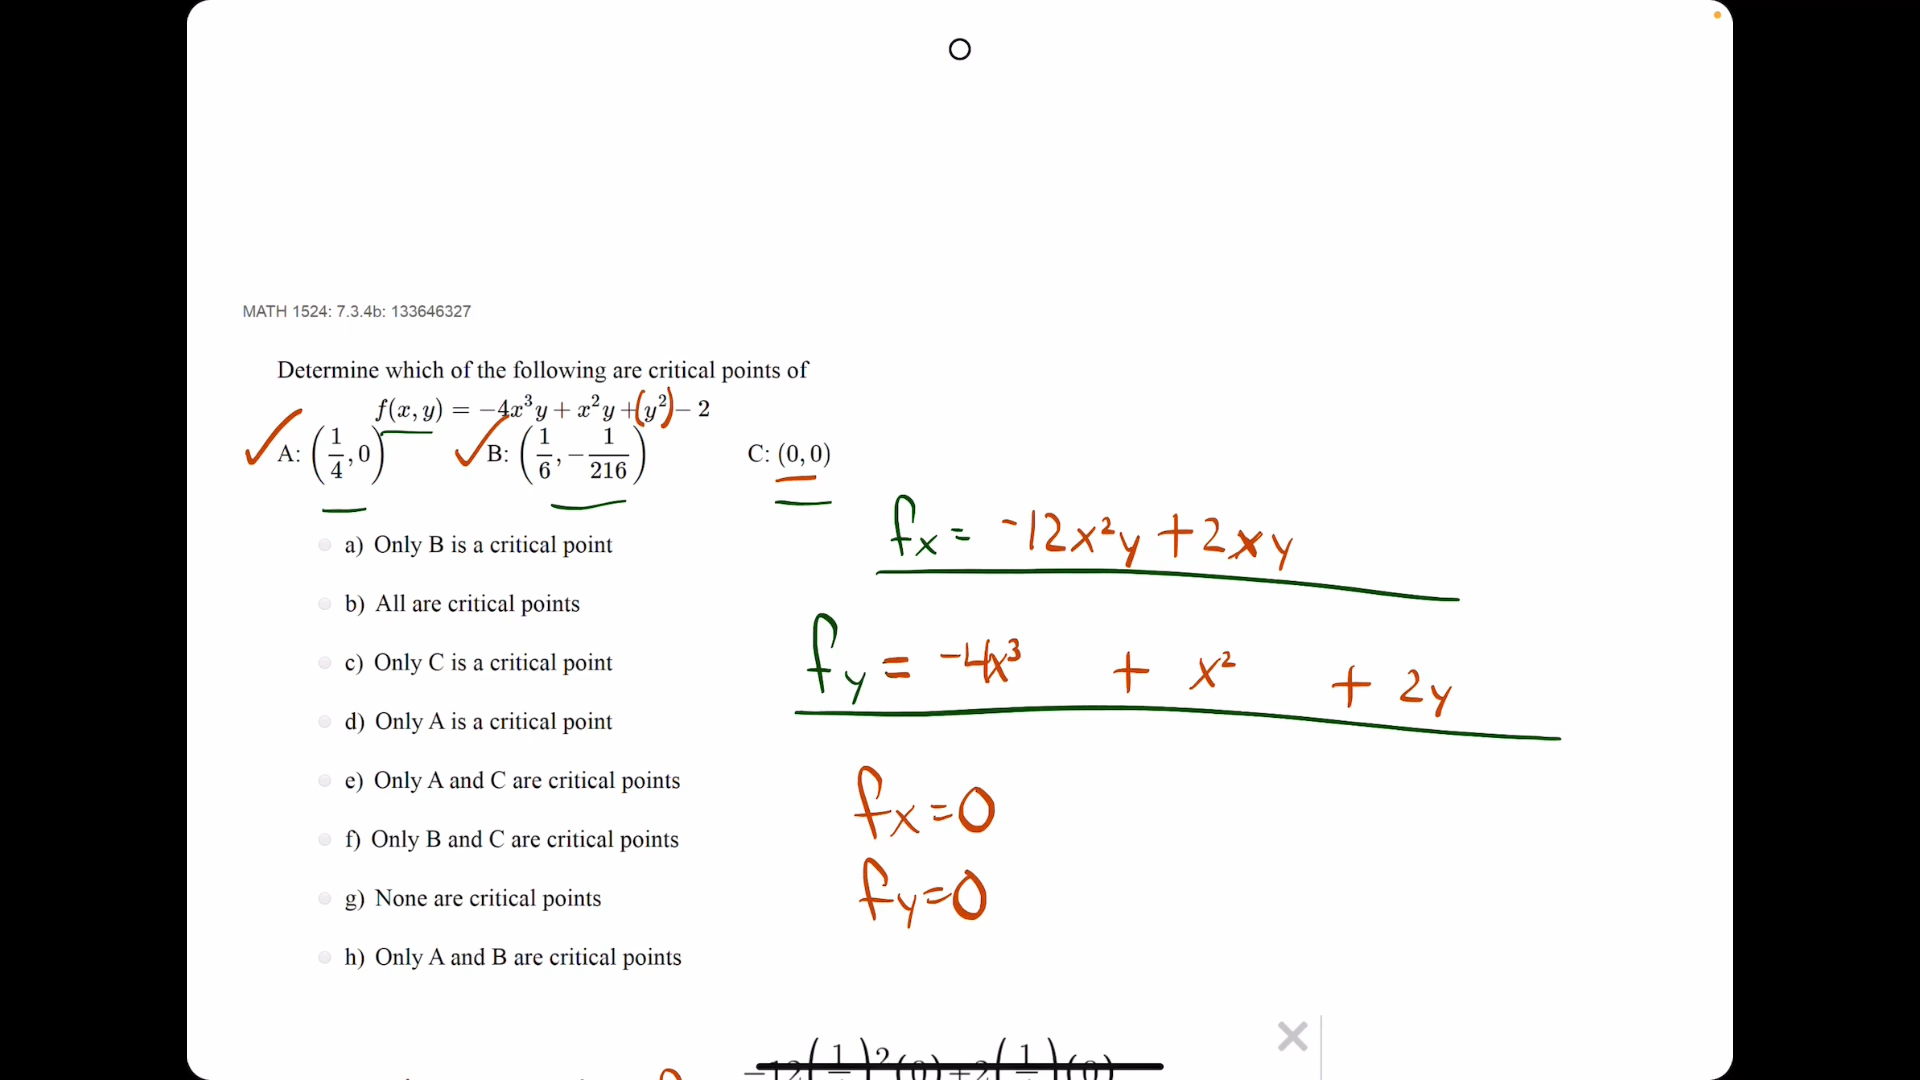 MATH 1524: 7.3.4b: 133646327
Determine which of the following are critical points of
f(x, y) = −4x³y + x²y + (y²) − 2
A: (1/4, 0) B: (1/6, −1/216) C: (0, 0)
fx = -12x²y + 2xy
a) Only B is a critical point
b) All are critical points
fy = -4x³ + x² + 2y
c) Only C is a critical point
d) Only A is a critical point
e) Only A and C are critical points
fx=0
f) Only B and C are critical points
fy=0
g) None are critical points
h) Only A and B are critical points